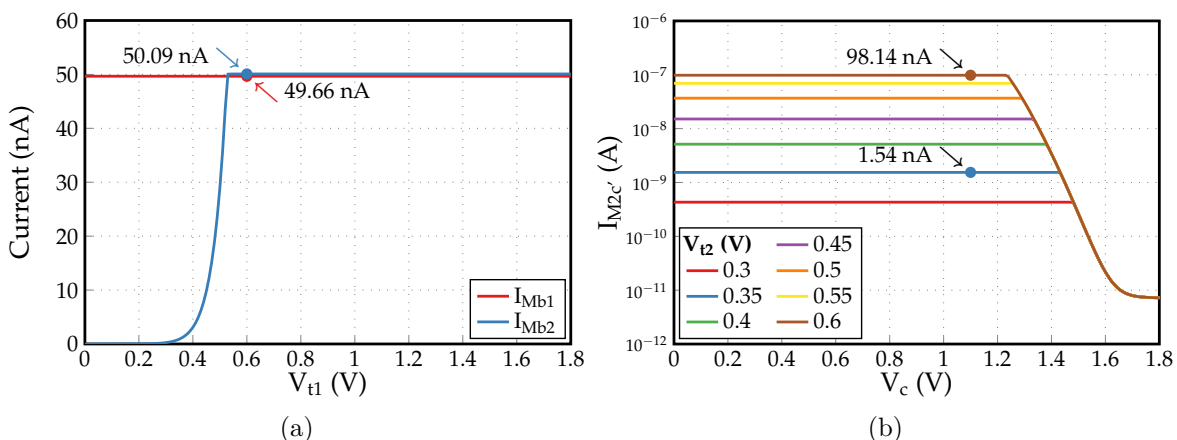 60
50
40
30
20
10
0
Current (nA)
50.09 nA
49.66 nA
I_Mb1
I_Mb2
0 0.2 0.4 0.6 0.8 1 1.2 1.4 1.6 1.8
V_t1 (V)
(a)
10^−6
10^−7
10^−8
10^−9
10^−10
10^−11
10^−12
I_M2c′ (A)
98.14 nA
1.54 nA
V_t2 (V)
0.3
0.35
0.4
0.45
0.5
0.55
0.6
0 0.2 0.4 0.6 0.8 1 1.2 1.4 1.6 1.8
V_c (V)
(b)